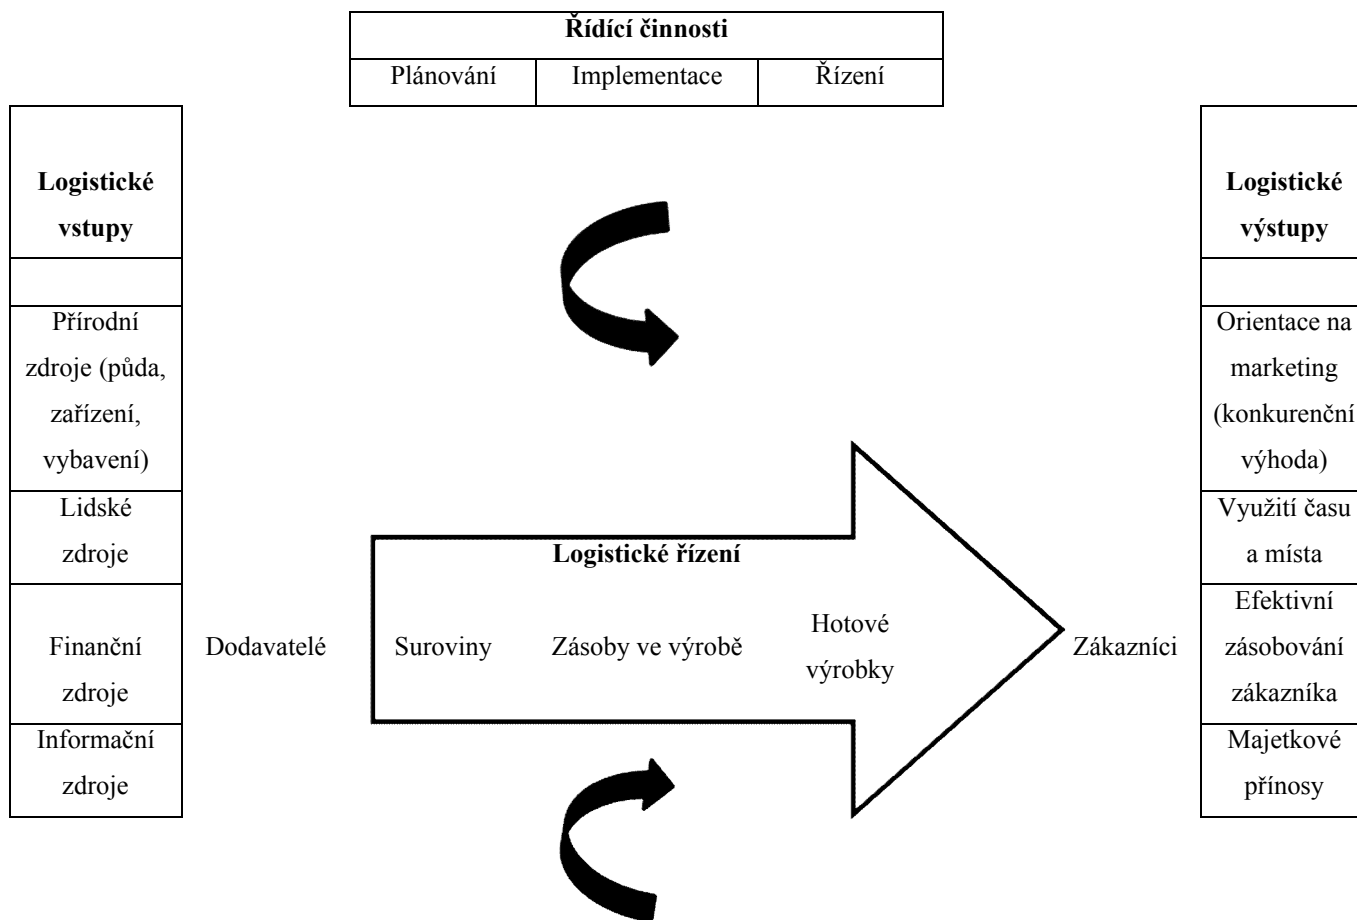 Řídící činnosti
Plánování Implementace Řízení
Logistické
vstupy
Přírodní
zdroje (půda,
zařízení,
vybavení)
Lidské
zdroje
Finanční
zdroje
Informační
zdroje
Dodavatelé
Logistické řízení
Suroviny
Zásoby ve výrobě
Hotové
výrobky
Zákazníci
Logistické
výstupy
Orientace na
marketing
(konkurenční
výhoda)
Využití času
a místa
Efektivní
zásobování
zákazníka
Majetkové
přínosy